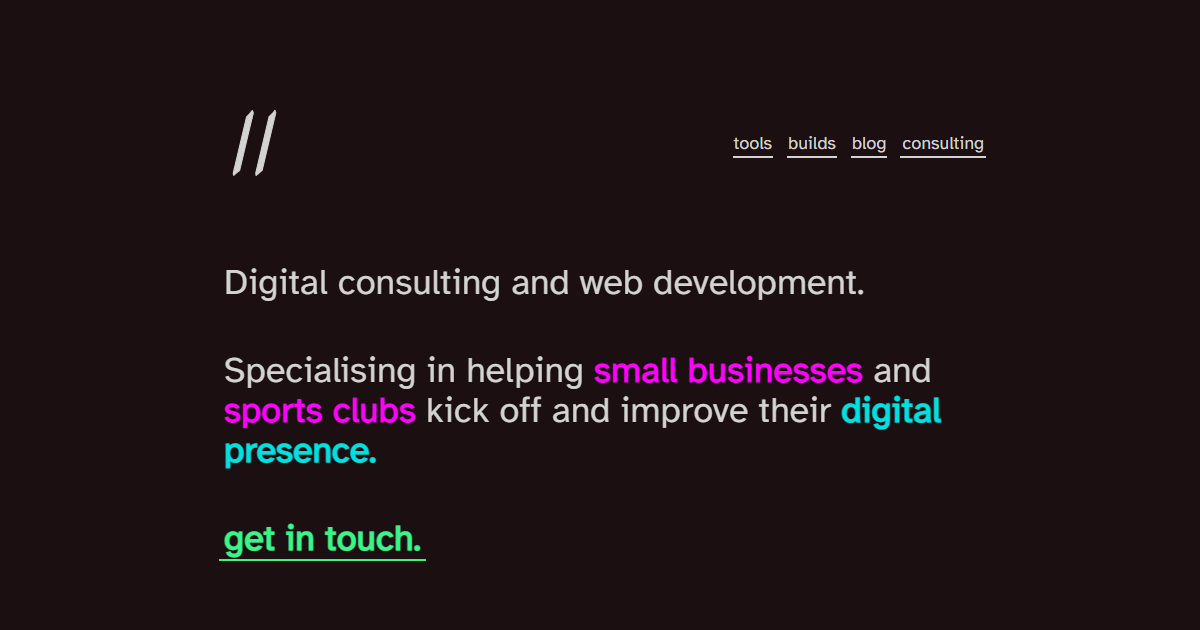 //
tools builds blog consulting
Digital consulting and web development.
Specialising in helping small businesses and
sports clubs kick off and improve their digital
presence.
get in touch.